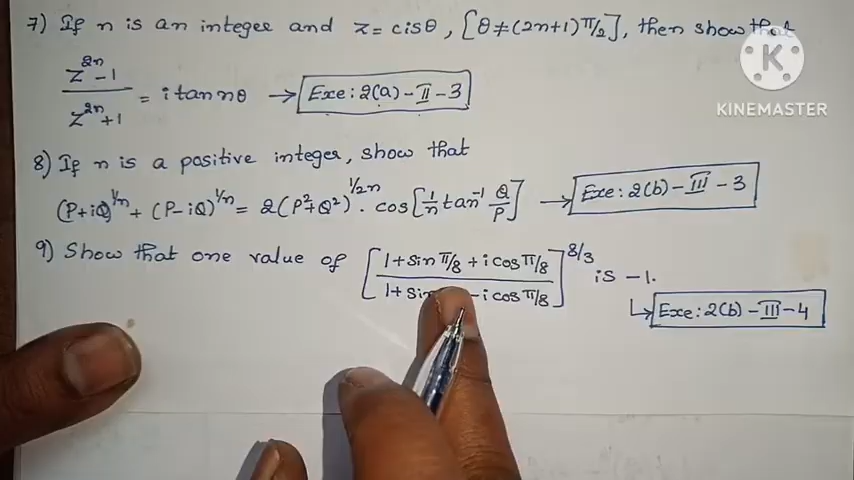 7) If n is an integer and z = cisθ, [θ ≠ (2n+1)π/2], then show that
K
KINEMASTER
z²ⁿ-1 / z²ⁿ+1 = i tan nθ → Exe: 2(a) - II - 3
8) If n is a positive integer, show that
(P+iQ)^1/n + (P-iQ)^1/n = 2(P²+Q²)^1/2n . cos[1/n tan⁻¹ Q/P] → Exe: 2(b) - III - 3
9) Show that one value of [1+sin π/8 + i cos π/8 / 1+sin - i cos π/8]^8/3 is -1.
↳ Exe: 2(b) - III - 4